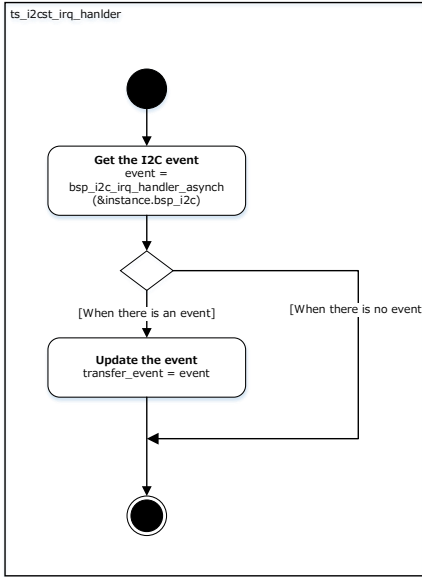 ts_i2cst_irq_hanlder
Get the I2C event
event =
bsp_i2c_irq_handler_asynch
(&instance.bsp_i2c)
[When there is an event]
[When there is no event
Update the event
transfer_event = event